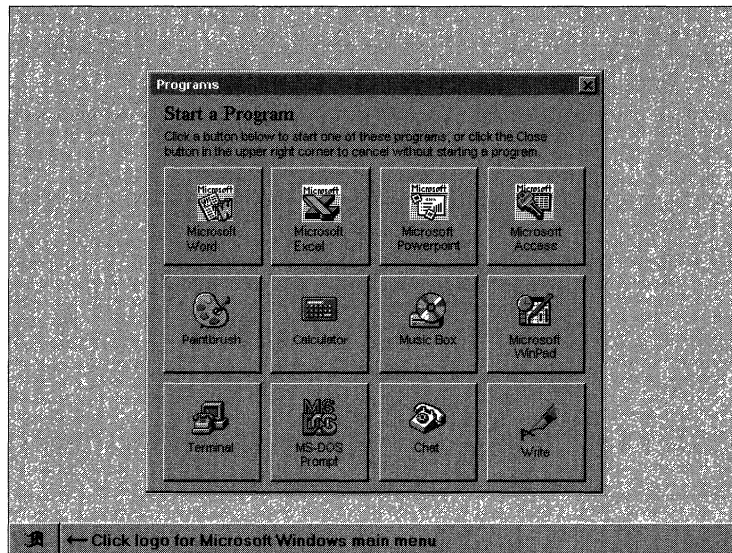 Programs
Start a Program
Click a button below to start one of these programs, or click the Close
button in the upper right corner to cancel without starting a program.
Microsoft
Microsoft
Microsoft
Microsoft
Microsoft
Word
Microsoft
Excel
Microsoft
Powerpoint
Microsoft
Access
Paintbrush
Calculator
Music Box
Microsoft
WinPad
MS
DOS
Terminal
MS-DOS
Prompt
Chat
Write
← Click logo for Microsoft Windows main menu